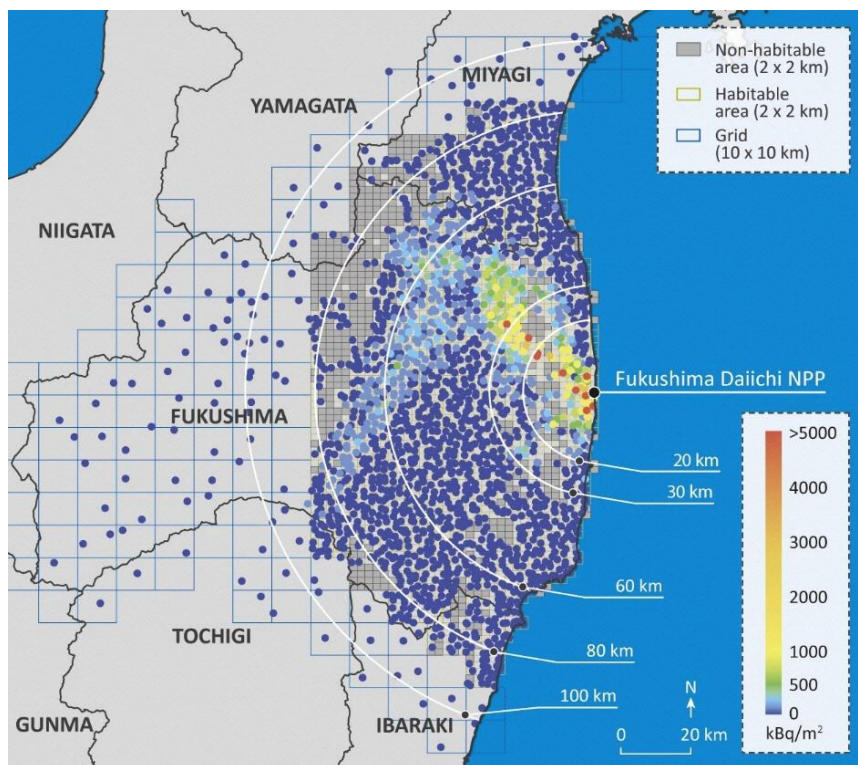 MIYAGI
YAMAGATA
NIIGATA
FUKUSHIMA
TOCHIGI
GUNMA
IBARAKI
Non-habitable
area (2 x 2 km)
Habitable
area (2 x 2 km)
Grid
(10 x 10 km)
Fukushima Daiichi NPP
20 km
30 km
60 km
80 km
100 km
N
0 20 km
>5000
4000
3000
2000
1000
500
0
kBq/m²